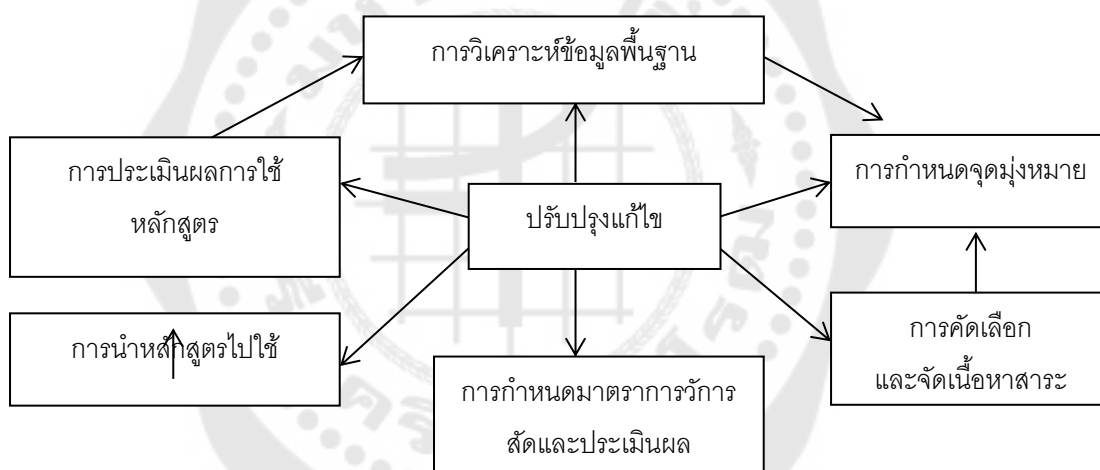 การวิเคราะห์ข้อมูลพื้นฐาน
การประเมินผลการใช้
หลักสูตร
การกำหนดจุดมุ่งหมาย
ปรับปรุงแก้ไข
การนำหลักสูตรไปใช้
การคัดเลือก
และจัดเนื้อหาสาระ
การกำหนดมาตราการวัการ
สัดและประเมินผล